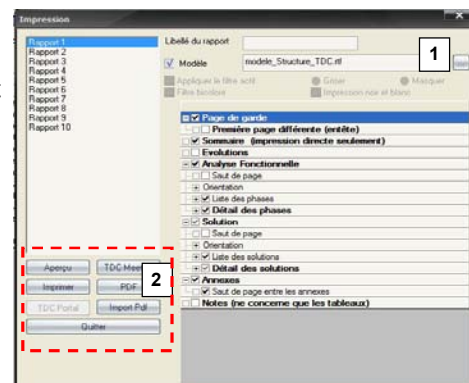 Impression
Rapport 1
Rapport 2
Rapport 3
Rapport 4
Rapport 5
Rapport 6
Rapport 7
Rapport 8
Rapport 9
Rapport 10
Libellé du rapport
Modèle
modele_Structure_TDC.rtf
1
Appliquer le filtre actif
Griser
Masquer
Filtre
Impression noir et blanc
Page de garde
Première page différente (entête)
Sommaire (impression directe seulement)
Evolutions
Analyse Fonctionnelle
Saut de page
Orientation
Liste des phases
Détail des phases
Solution
Saut de page
Orientation
Liste des solutions
Détail des solutions
Annexes
Saut de page entre les annexes
Notes (ne concerne que les tableaux)
Aperçu
TDC Mee
2
Imprimer
PDF
TDC Portal
Import Pdf
Quitter